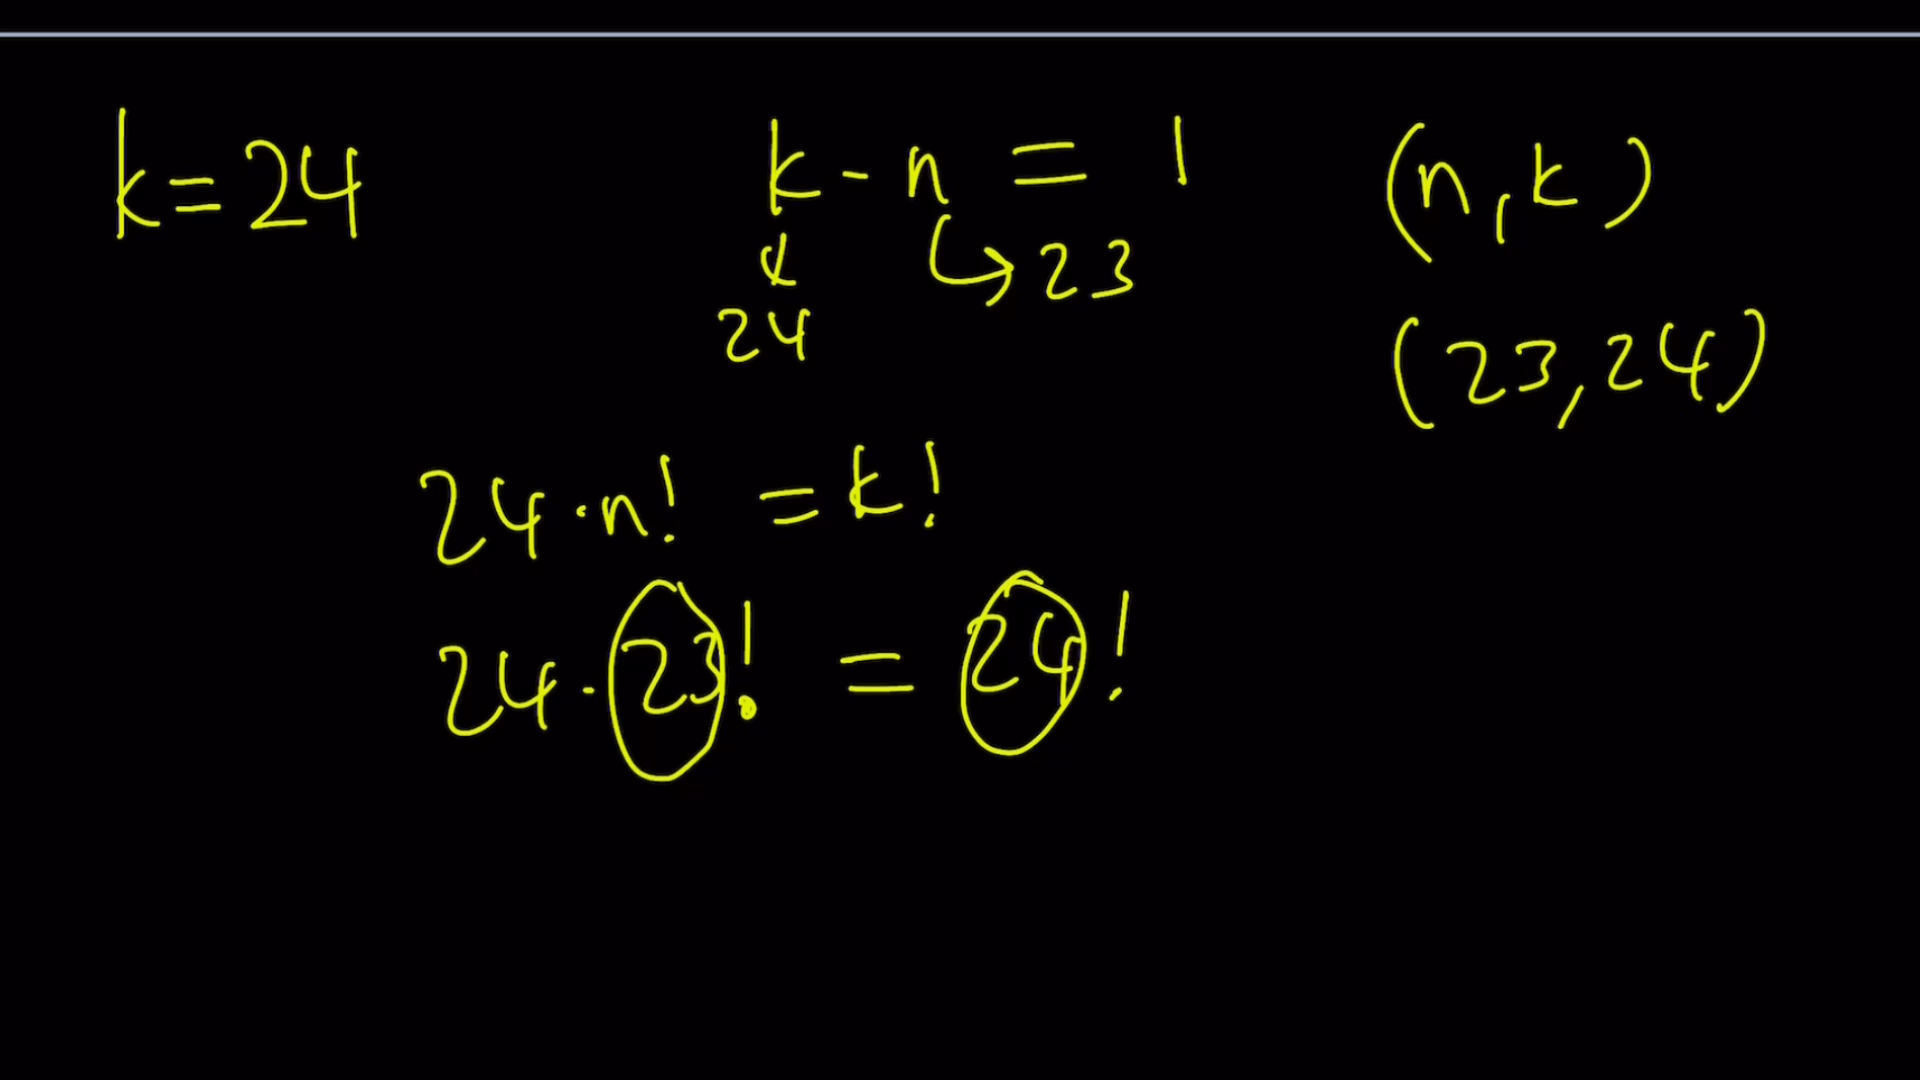 k=24
k-n=1
(n,k)
↓
↳23
24
(23,24)
24·n!=k!
24·23!=24!